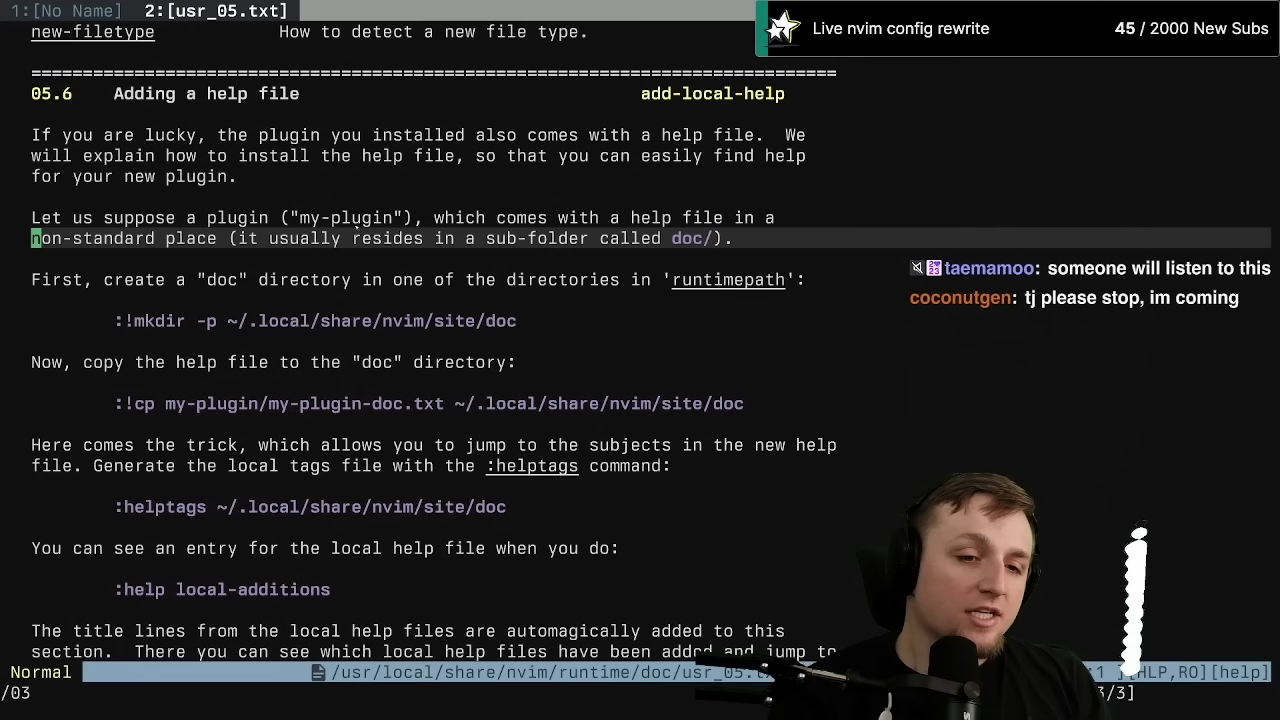 1:[No Name]  2:[usr_05.txt]
new-filetype            How to detect a new file type.
Live nvim config rewrite    45 / 2000 New Subs
==============================================================================
05.6    Adding a help file                                 add-local-help
If you are lucky, the plugin you installed also comes with a help file.  We
will explain how to install the help file, so that you can easily find help
for your new plugin.
Let us suppose a plugin ("my-plugin"), which comes with a help file in a
non-standard place (it usually resides in a sub-folder called doc/).
taemamoo: someone will listen to this
coconutgen: tj please stop, im coming
First, create a "doc" directory in one of the directories in 'runtimepath':
:!mkdir -p ~/.local/share/nvim/site/doc
Now, copy the help file to the "doc" directory:
:!cp my-plugin/my-plugin-doc.txt ~/.local/share/nvim/site/doc
Here comes the trick, which allows you to jump to the subjects in the new help
file. Generate the local tags file with the :helptags command:
:helptags ~/.local/share/nvim/site/doc
You can see an entry for the local help file when you do:
:help local-additions
The title lines from the local help files are automagically added to this
section.  There you can see which local help files have been added and jump to
Normal    /usr/local/share/nvim/runtime/doc/usr_05.t    :1 ][HLP,RO][help]
/03    /3]